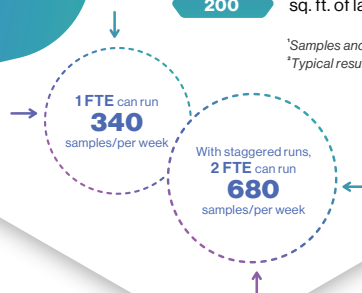 200
sq. ft. of la
¹Samples and
²Typical resu
1 FTE can run
340
samples/per week
With staggered runs,
2 FTE can run
680
samples/per week